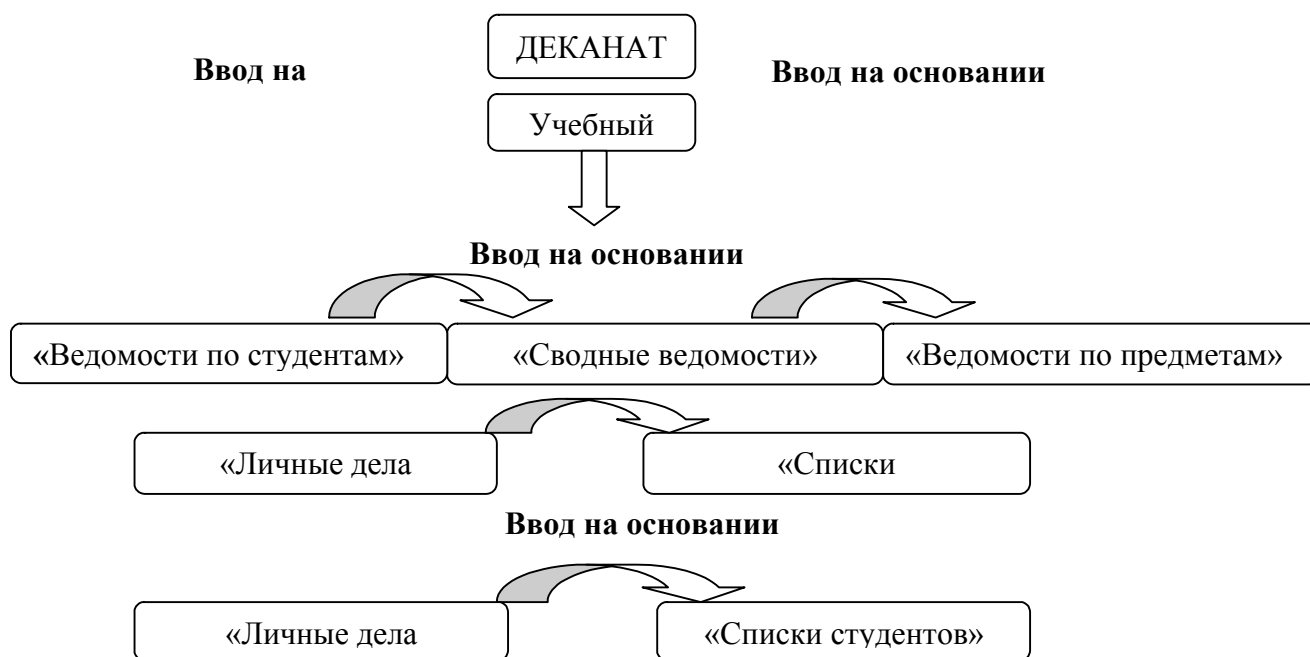 ДЕКАНАТ
Ввод на
Ввод на основании
Учебный
Ввод на основании
«Ведомости по студентам»
«Сводные ведомости»
«Ведомости по предметам»
«Личные дела
«Списки
Ввод на основании
«Личные дела
«Списки студентов»